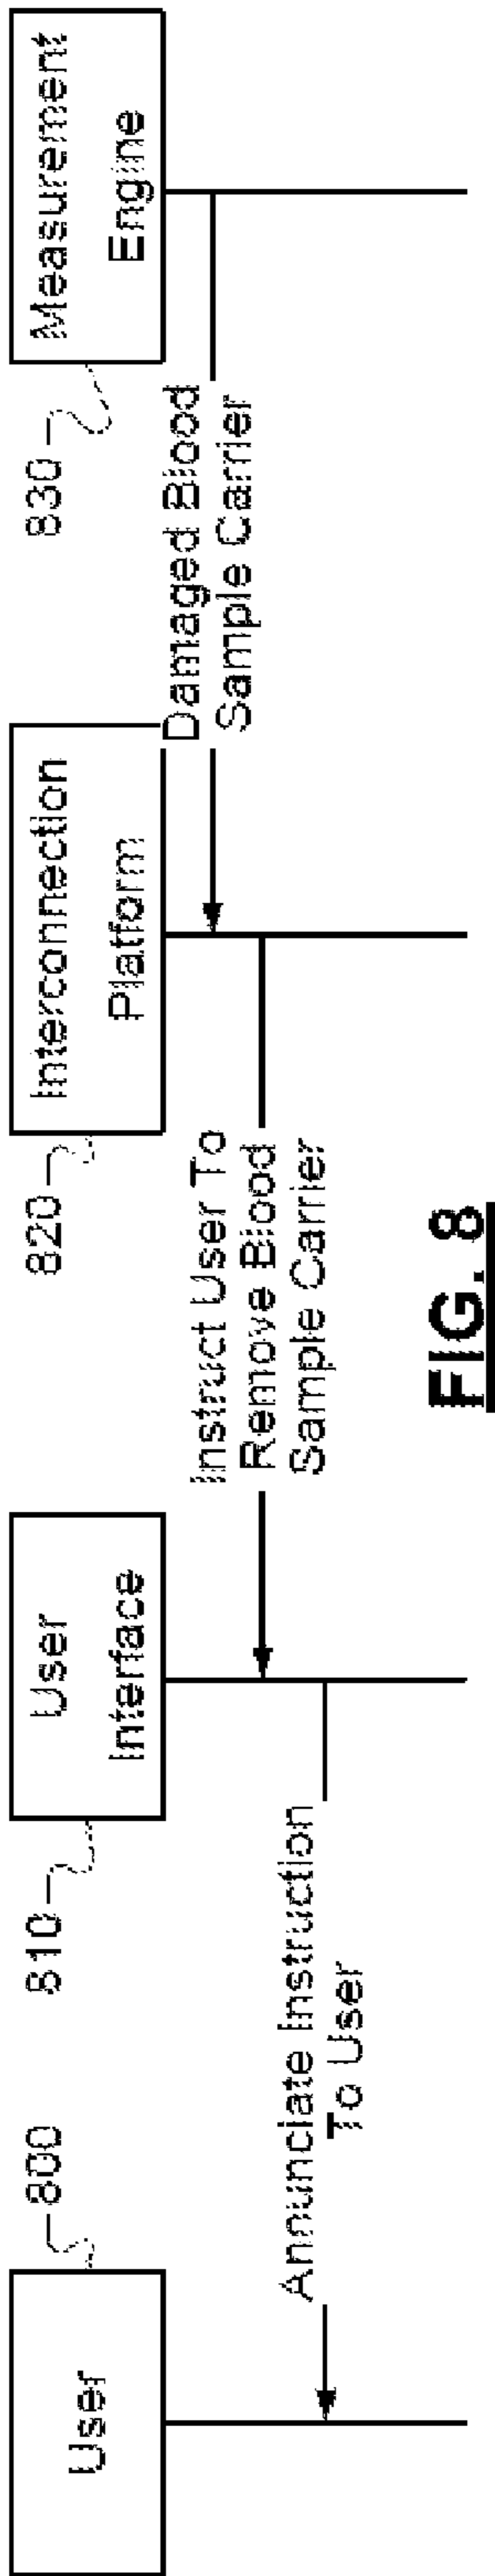 800
810
820
830
User
User
Interface
Interconnection
Platform
Measurement
Engine
Damaged Blood
Sample Carrier
Instruct User To
Remove Blood
Sample Carrier
Annunciate Instruction
To User
FIG. 8